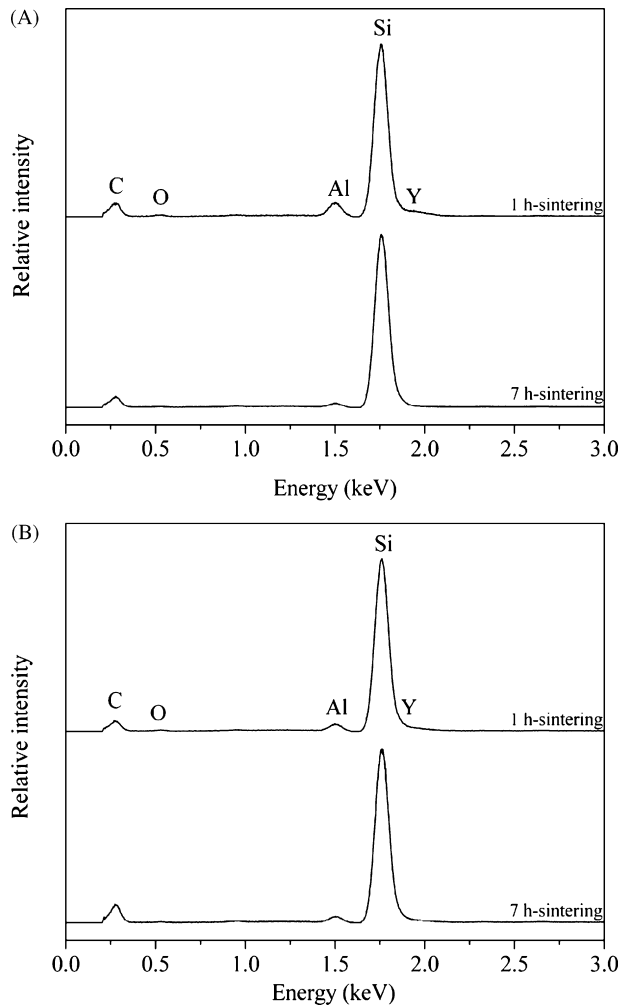 (A)
Si
C
O
Al
Y
1 h-sintering
7 h-sintering
Relative intensity
0.0 0.5 1.0 1.5 2.0 2.5 3.0
Energy (keV)
(B)
Si
C
O
Al
Y
1 h-sintering
7 h-sintering
Relative intensity
0.0 0.5 1.0 1.5 2.0 2.5 3.0
Energy (keV)